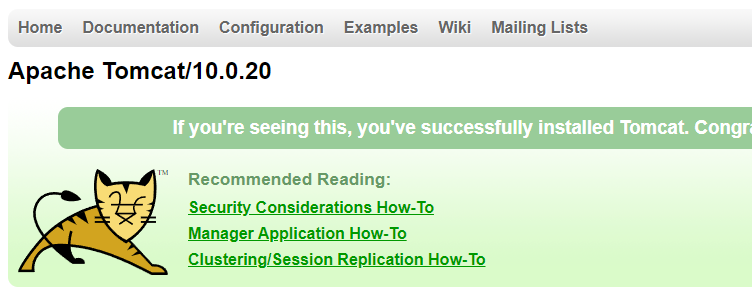 Home Documentation Configuration Examples Wiki Mailing Lists
Apache Tomcat/10.0.20
If you're seeing this, you've successfully installed Tomcat.
TM
Recommended Reading:
Security Considerations How-To
Manager Application How-To
Clustering/Session Replication How-To